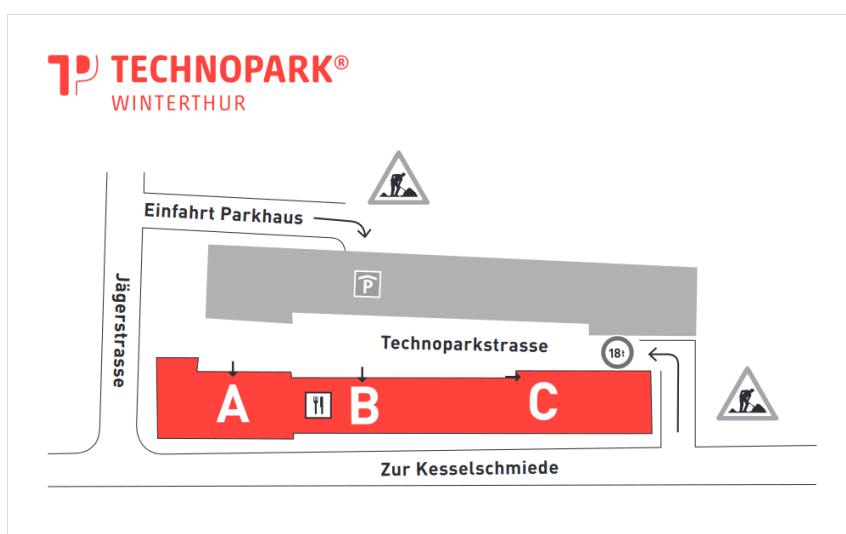 TECHNOPARK®
WINTERTHUR
Einfahrt Parkhaus
P
Jägerstrasse
Technoparkstrasse
18t
A
B
C
Zur Kesselschmiede